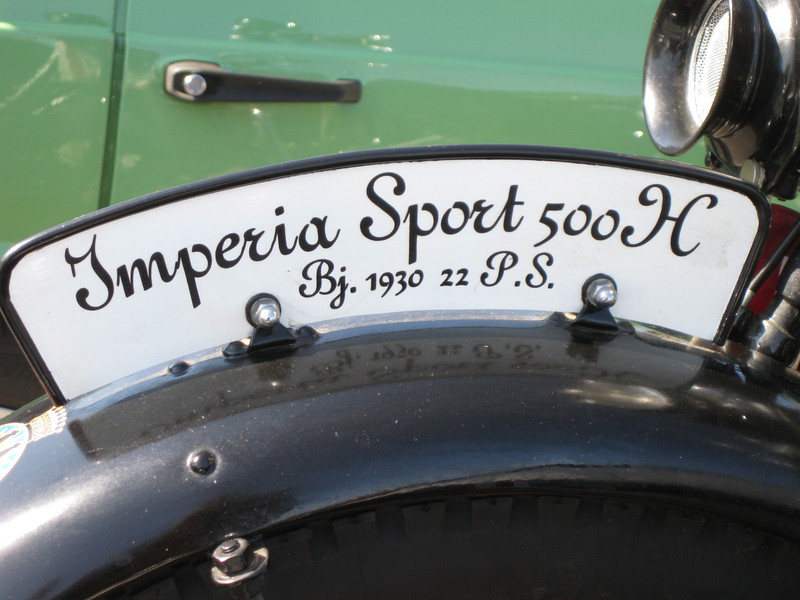 Imperia Sport 500H
Bj. 1930 22 P.S.